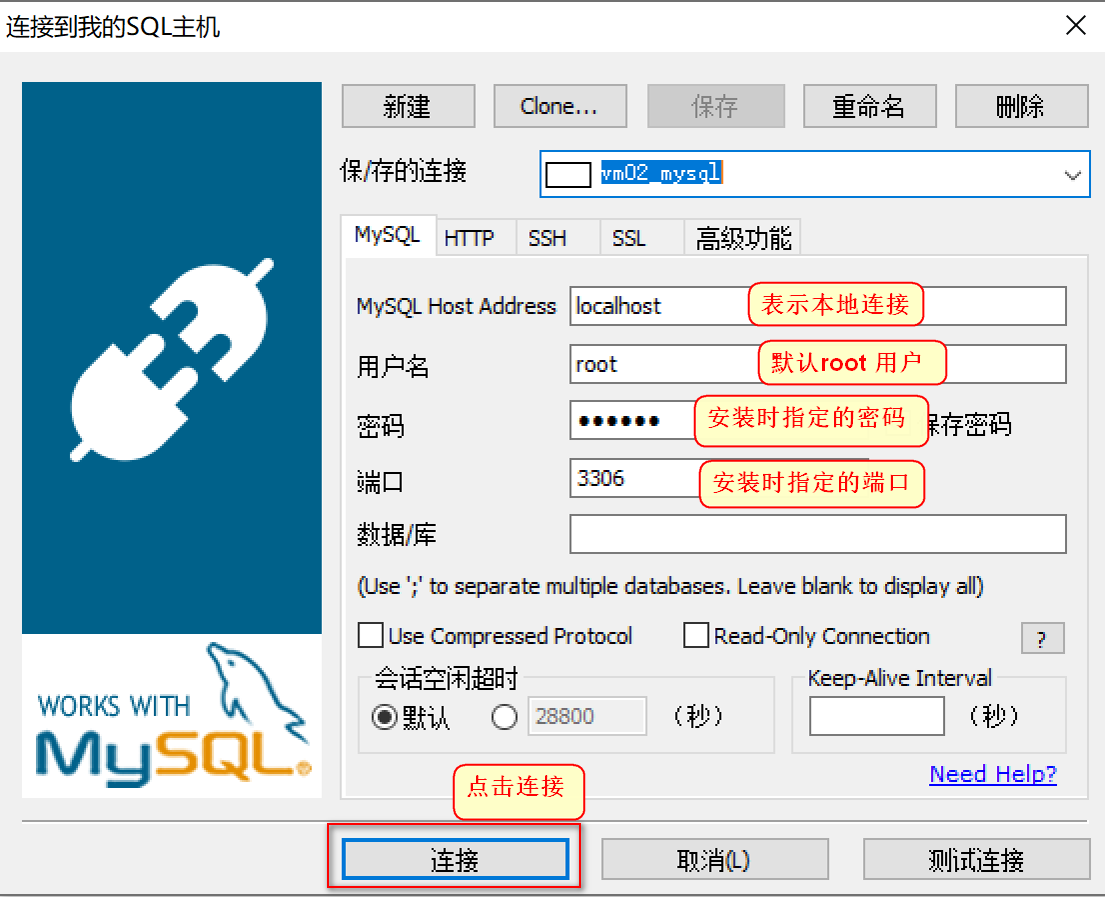 连接到我的SQL主机
新建 Clone... 保存 重命名 删除
保/存的连接 vm02_mysql
MySQL HTTP SSH SSL 高级功能
MySQL Host Address localhost 表示本地连接
用户名 root 默认root 用户
密码 ●●●●●● 安装时指定的密码 保存密码
端口 3306 安装时指定的端口
数据/库
(Use ';' to separate multiple databases. Leave blank to display all)
Use Compressed Protocol Read-Only Connection ?
会话空闲超时 Keep-Alive Interval
默认 28800 (秒) (秒)
WORKS WITH
MySQL®
Need Help?
点击连接
连接 取消(L) 测试连接